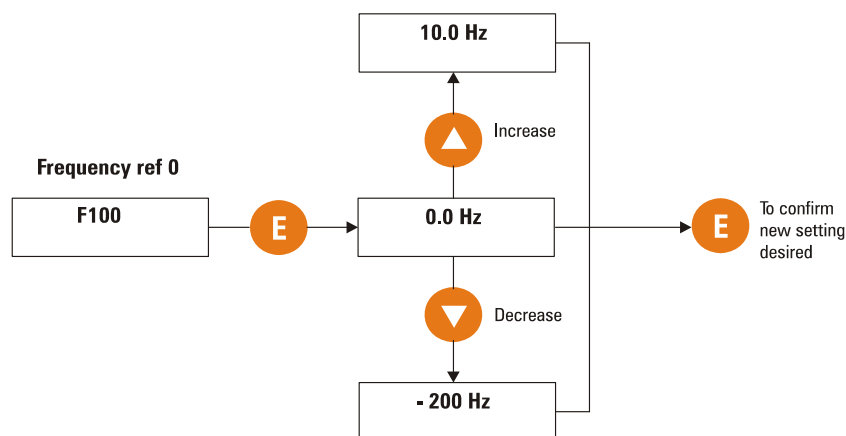 10.0 Hz
Increase
Frequency ref 0
F100
E
0.0 Hz
E
To confirm
new setting
desired
Decrease
- 200 Hz